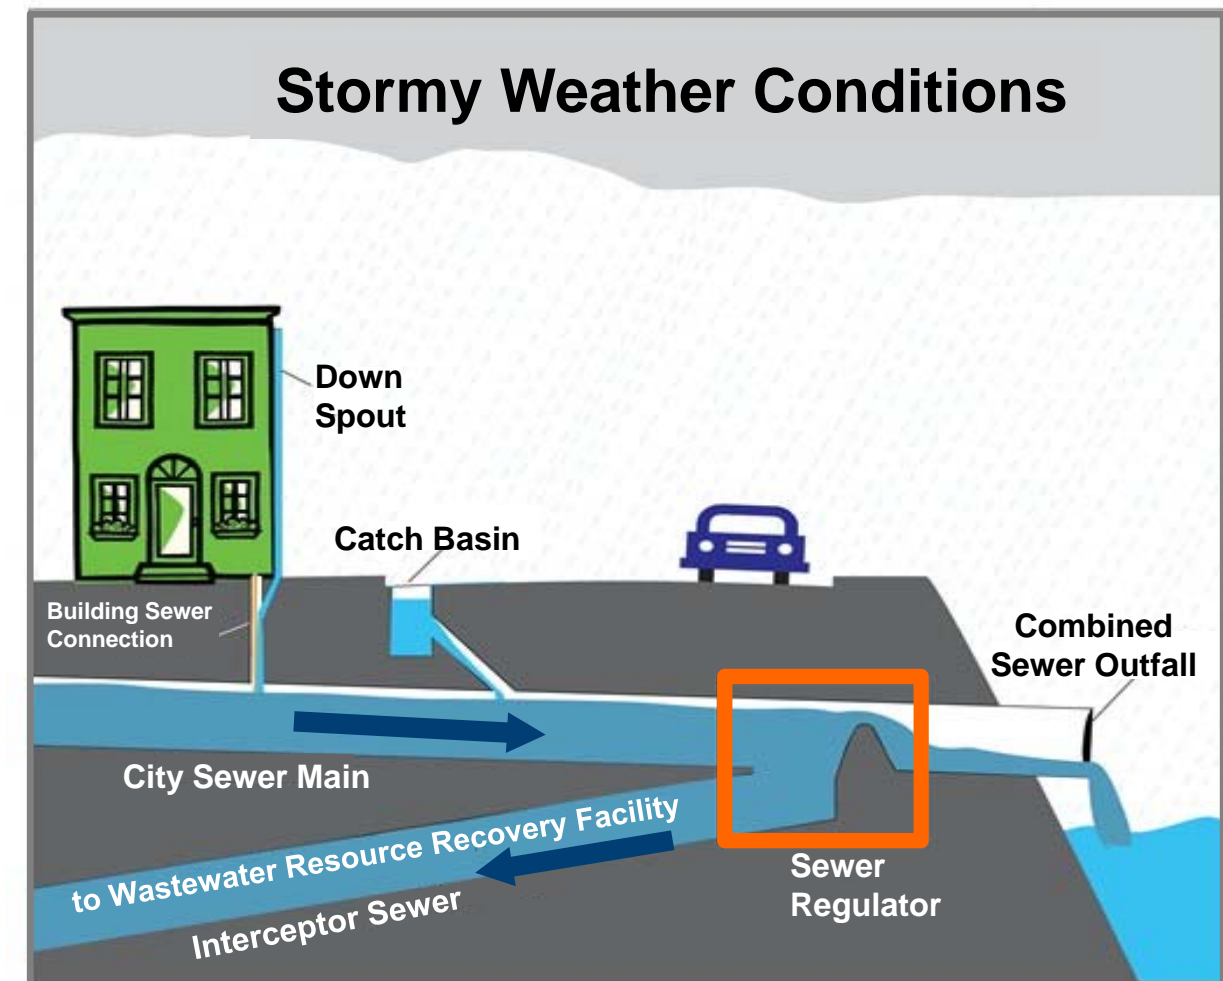 Stormy Weather Conditions
Down
Spout
Catch Basin
Building Sewer
Connection
Combined
Sewer Outfall
City Sewer Main
to Wastewater Resource Recovery Facility
Interceptor Sewer
Sewer
Regulator